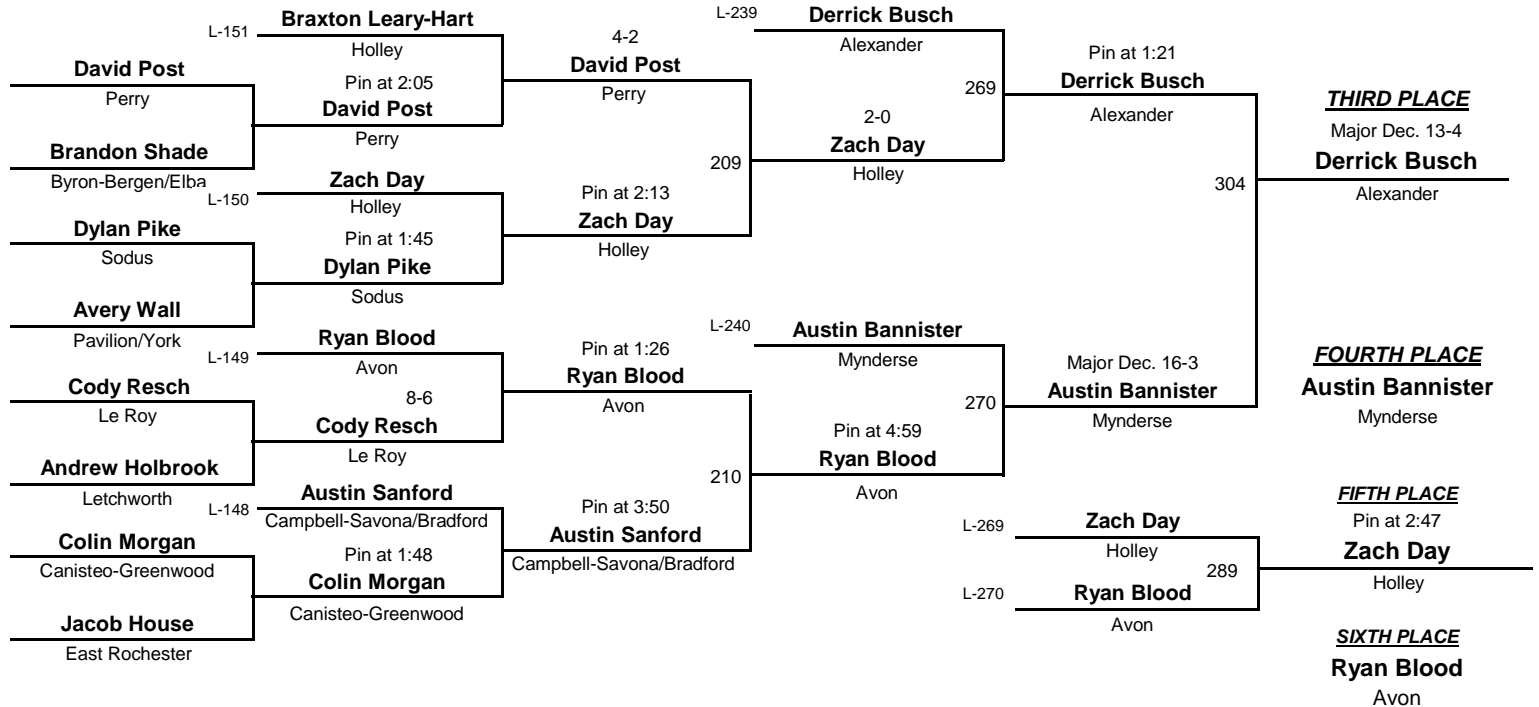 L-151
Braxton Leary-Hart
Holley
David Post
Perry
Pin at 2:05
David Post
Perry
Brandon Shade
Byron-Bergen/Elba
L-150
Zach Day
Holley
Dylan Pike
Sodus
Pin at 1:45
Dylan Pike
Sodus
Avery Wall
Pavilion/York
L-149
Ryan Blood
Avon
Cody Resch
Le Roy
8-6
Cody Resch
Le Roy
Andrew Holbrook
Letchworth
L-148
Austin Sanford
Campbell-Savona/Bradford
Colin Morgan
Canisteo-Greenwood
Pin at 1:48
Colin Morgan
Canisteo-Greenwood
Jacob House
East Rochester
4-2
David Post
Perry
209
Pin at 2:13
Zach Day
Holley
Pin at 1:26
Ryan Blood
Avon
210
Pin at 3:50
Austin Sanford
Campbell-Savona/Bradford
L-239
Derrick Busch
Alexander
269
2-0
Zach Day
Holley
L-240
Austin Bannister
Mynderse
270
Pin at 4:59
Ryan Blood
Avon
Pin at 1:21
Derrick Busch
Alexander
304
Major Dec. 16-3
Austin Bannister
Mynderse
THIRD PLACE
Major Dec. 13-4
Derrick Busch
Alexander
FOURTH PLACE
Austin Bannister
Mynderse
L-269
Zach Day
Holley
289
L-270
Ryan Blood
Avon
FIFTH PLACE
Pin at 2:47
Zach Day
Holley
SIXTH PLACE
Ryan Blood
Avon